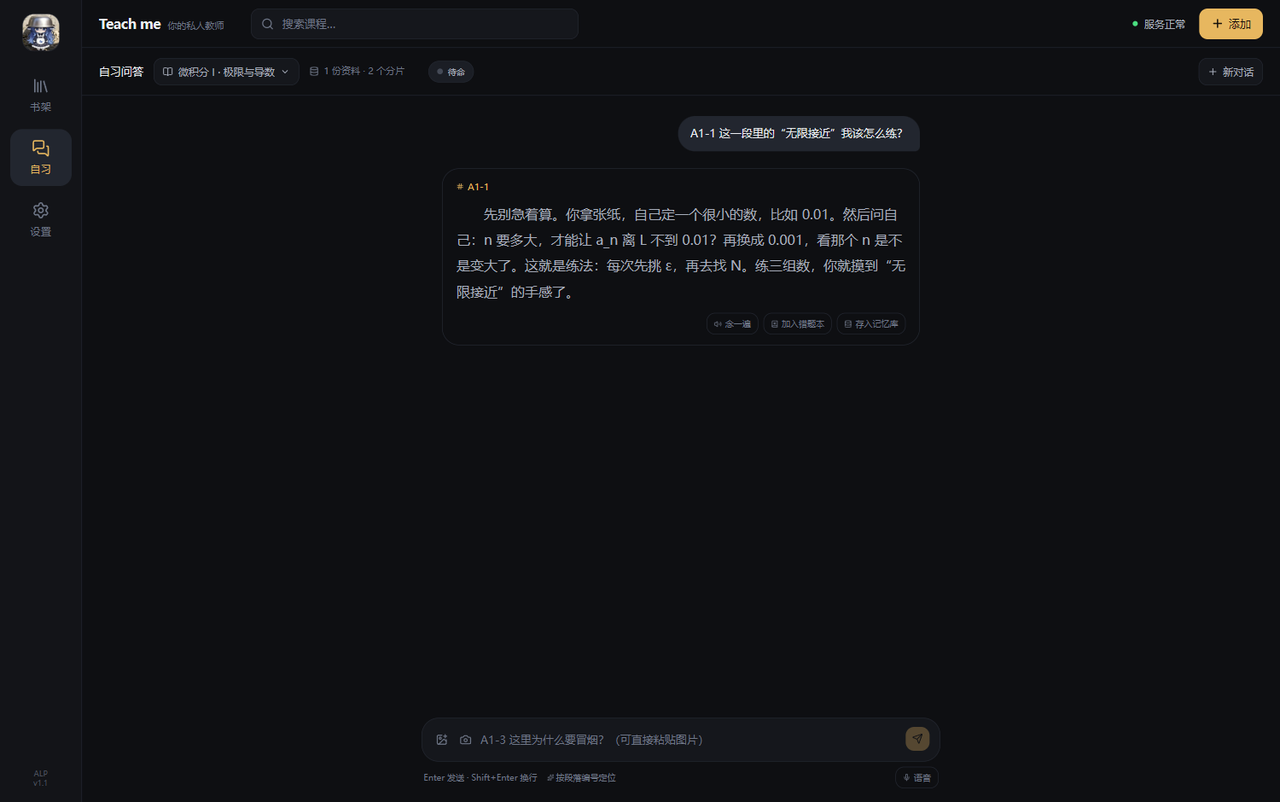 Teach me 你的私人教师
搜索课程...
服务正常
+ 添加
书架
自习
设置
ALP
v1.1
自习问答
微积分 I · 极限与导数
1 份资料 · 2 个分片
待命
+ 新对话
A1-1 这一段里的“无限接近”我该怎么练？
# A1-1
先别急着算。你拿张纸，自己定一个很小的数，比如 0.01。然后问自
己：n 要多大，才能让 a_n 离 L 不到 0.01？再换成 0.001，看那个 n 是不
是变大了。这就是练法：每次先挑 ε，再去找 N。练三组数，你就摸到“无
限接近”的手感了。
念一遍
加入错题本
存入记忆库
A1-3 这里为什么要冒烟？（可直接粘贴图片）
Enter 发送 · Shift+Enter 换行
按段落编号定位
语音